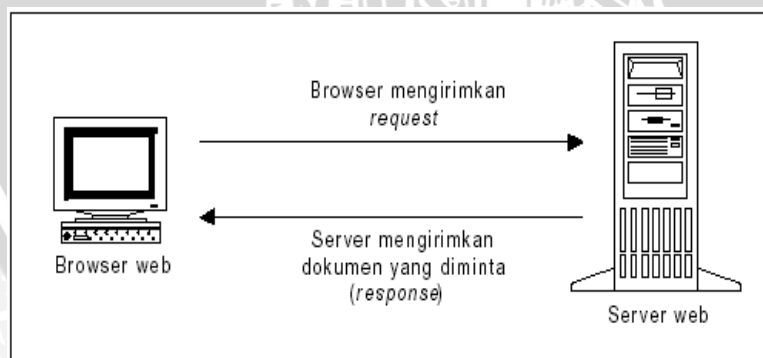 Browser mengirimkan
request
Browser web
Server mengirimkan
dokumen yang diminta
(response)
Server web